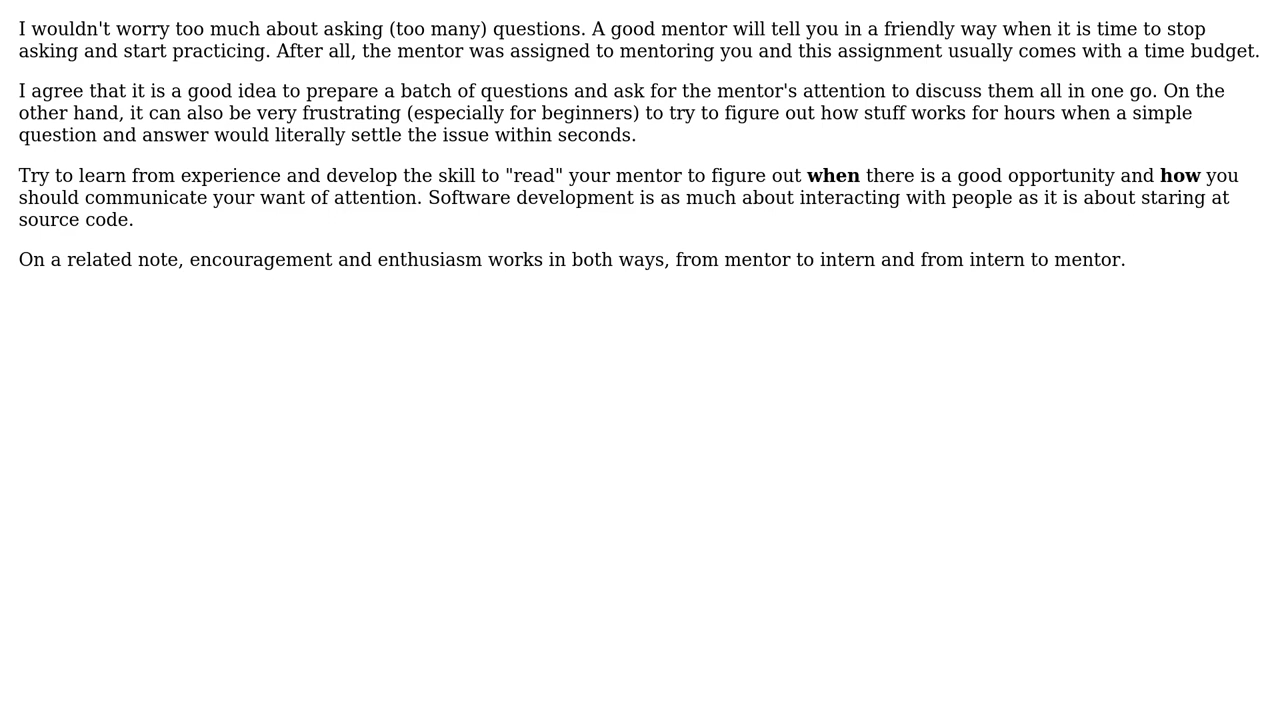 I wouldn't worry too much about asking (too many) questions. A good mentor will tell you in a friendly way when it is time to stop
asking and start practicing. After all, the mentor was assigned to mentoring you and this assignment usually comes with a time budget.
I agree that it is a good idea to prepare a batch of questions and ask for the mentor's attention to discuss them all in one go. On the
other hand, it can also be very frustrating (especially for beginners) to try to figure out how stuff works for hours when a simple
question and answer would literally settle the issue within seconds.
Try to learn from experience and develop the skill to "read" your mentor to figure out when there is a good opportunity and how you
should communicate your want of attention. Software development is as much about interacting with people as it is about staring at
source code.
On a related note, encouragement and enthusiasm works in both ways, from mentor to intern and from intern to mentor.